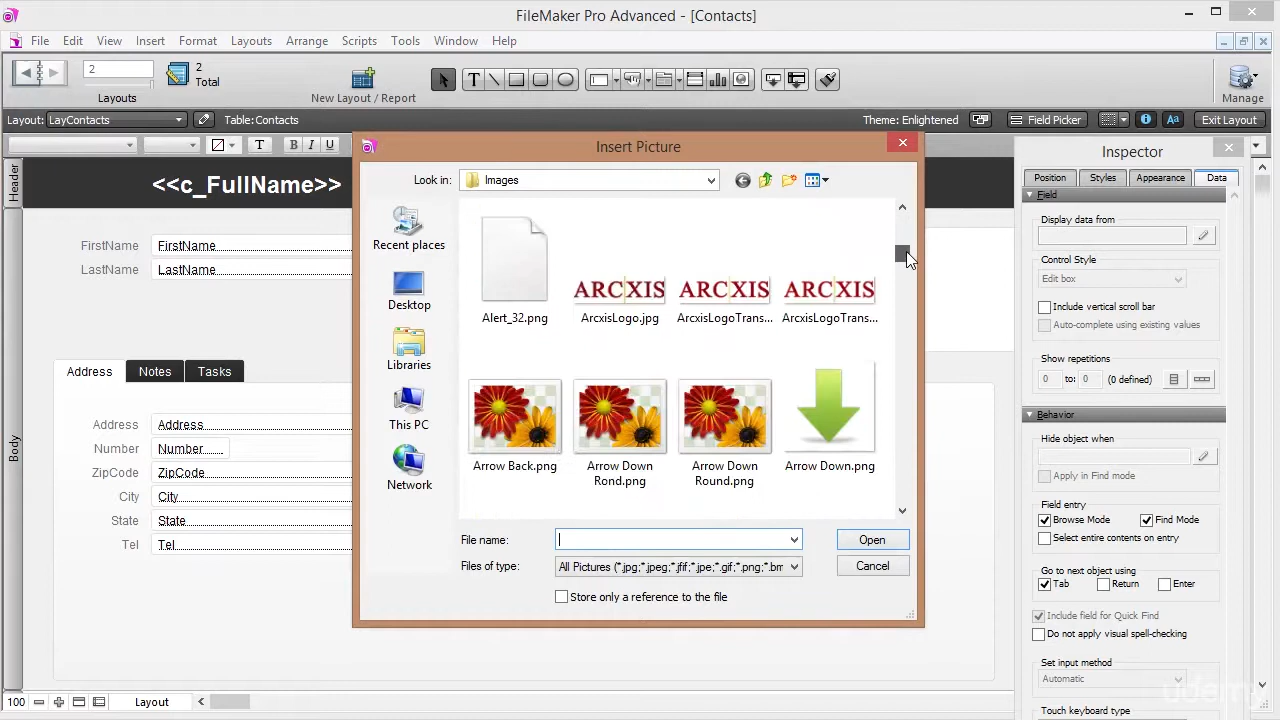 FileMaker Pro Advanced - [Contacts]
File Edit View Insert Format Layouts Arrange Scripts Tools Window Help
2
2
Total
Layouts
New Layout / Report
Manage
Layout: LayContacts
Table: Contacts
Theme: Enlightened
Field Picker
Aa
Exit Layout
T
B I U
Header
<<c_FullName>>
FirstName FirstName
LastName LastName
Address Notes Tasks
Body
Address Address
Number Number
ZipCode ZipCode
City City
State State
Tel Tel
100
Layout
Insert Picture
Look in: Images
Recent places
Desktop
Libraries
This PC
Network
ARCXIS ARCXIS ARCXIS
Alert_32.png ArcxisLogo.jpg ArcxisLogoTrans... ArcxisLogoTrans...
Arrow Back.png Arrow Down Rond.png Arrow Down Round.png Arrow Down.png
File name:
Open
Files of type: All Pictures (*.jpg;*.jpeg;*.jfif;*.jpe;*.gif;*.png;*.bm
Cancel
Store only a reference to the file
Inspector
Position Styles Appearance Data
Field
Display data from
Control Style
Edit box
Include vertical scroll bar
Auto-complete using existing values
Show repetitions
0 to: 0 (0 defined)
Behavior
Hide object when
Apply in Find mode
Field entry
Browse Mode Find Mode
Select entire contents on entry
Go to next object using
Tab Return Enter
Include field for Quick Find
Do not apply visual spell-checking
Set input method
Automatic
Touch keyboard type
udemy